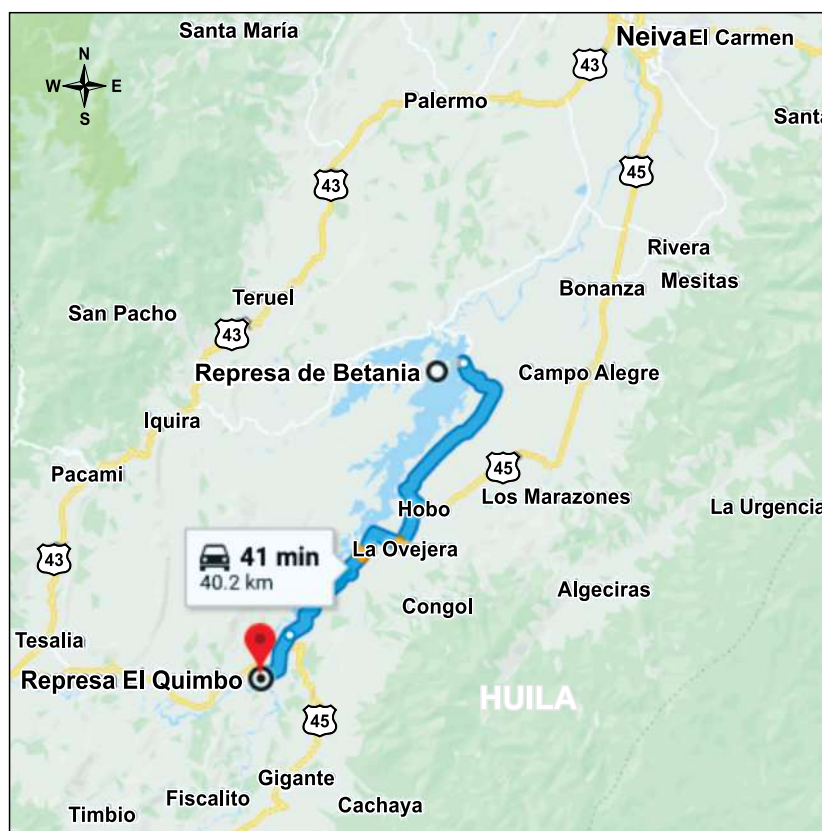 Santa María
Neiva
El Carmen
43
N
W
E
S
Palermo
Santa
45
43
Rivera
Mesitas
Bonanza
Teruel
San Pacho
43
Represa de Betania
Campo Alegre
Iquira
45
Pacami
Los Marazones
Hobo
La Urgencia
41 min
La Ovejera
43
40.2 km
Algeciras
Congol
Tesalia
Represa El Quimbo
HUILA
45
Gigante
Fiscalito
Cachaya
Timbio